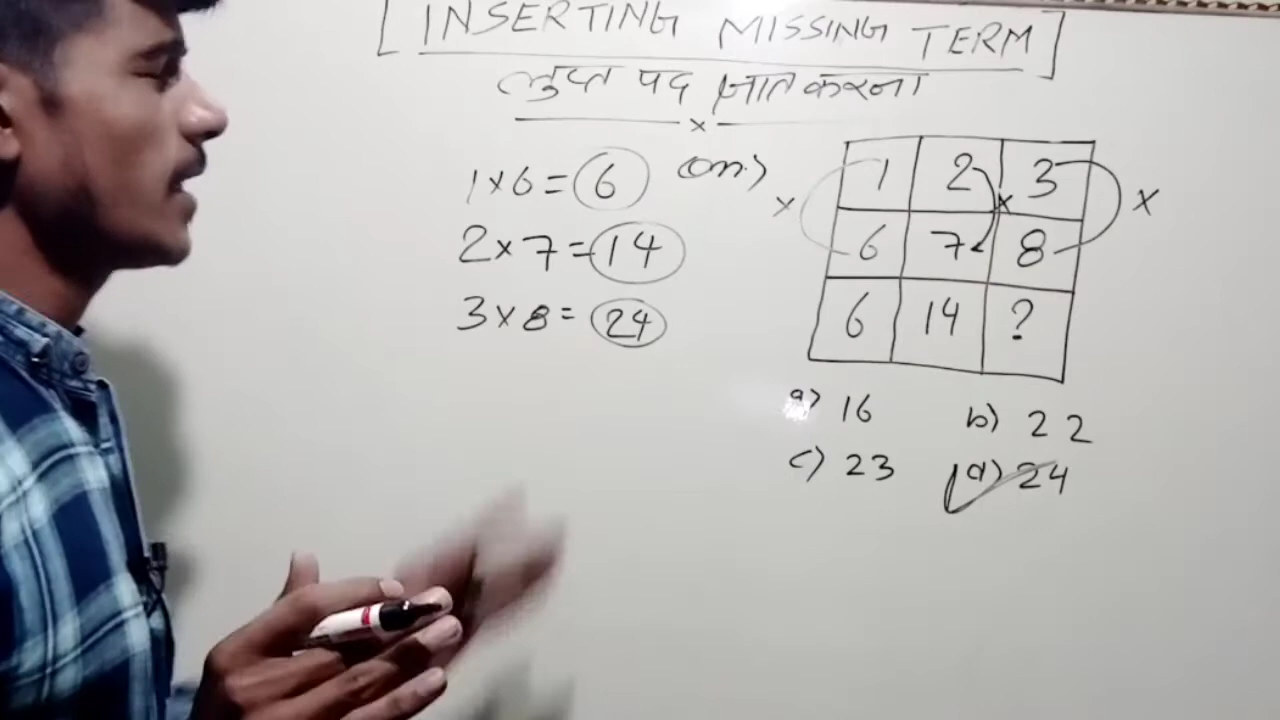 [ INSERTING MISSING TERM ]
लुप्त पद ज्ञात करना
x
1×6=6
2×7=14
3×8=24
× 1 2 3 ×
×
6 7 8
6 14 ?
a) 16 b) 22
c) 23 d) 24